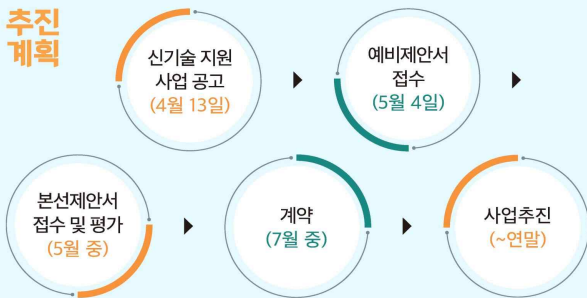 추진
계획
신기술 지원
사업 공고
(4월 13일)
예비제안서
접수
(5월 4일)
본선제안서
접수 및 평가
(5월 중)
계약
(7월 중)
사업추진
(~연말)